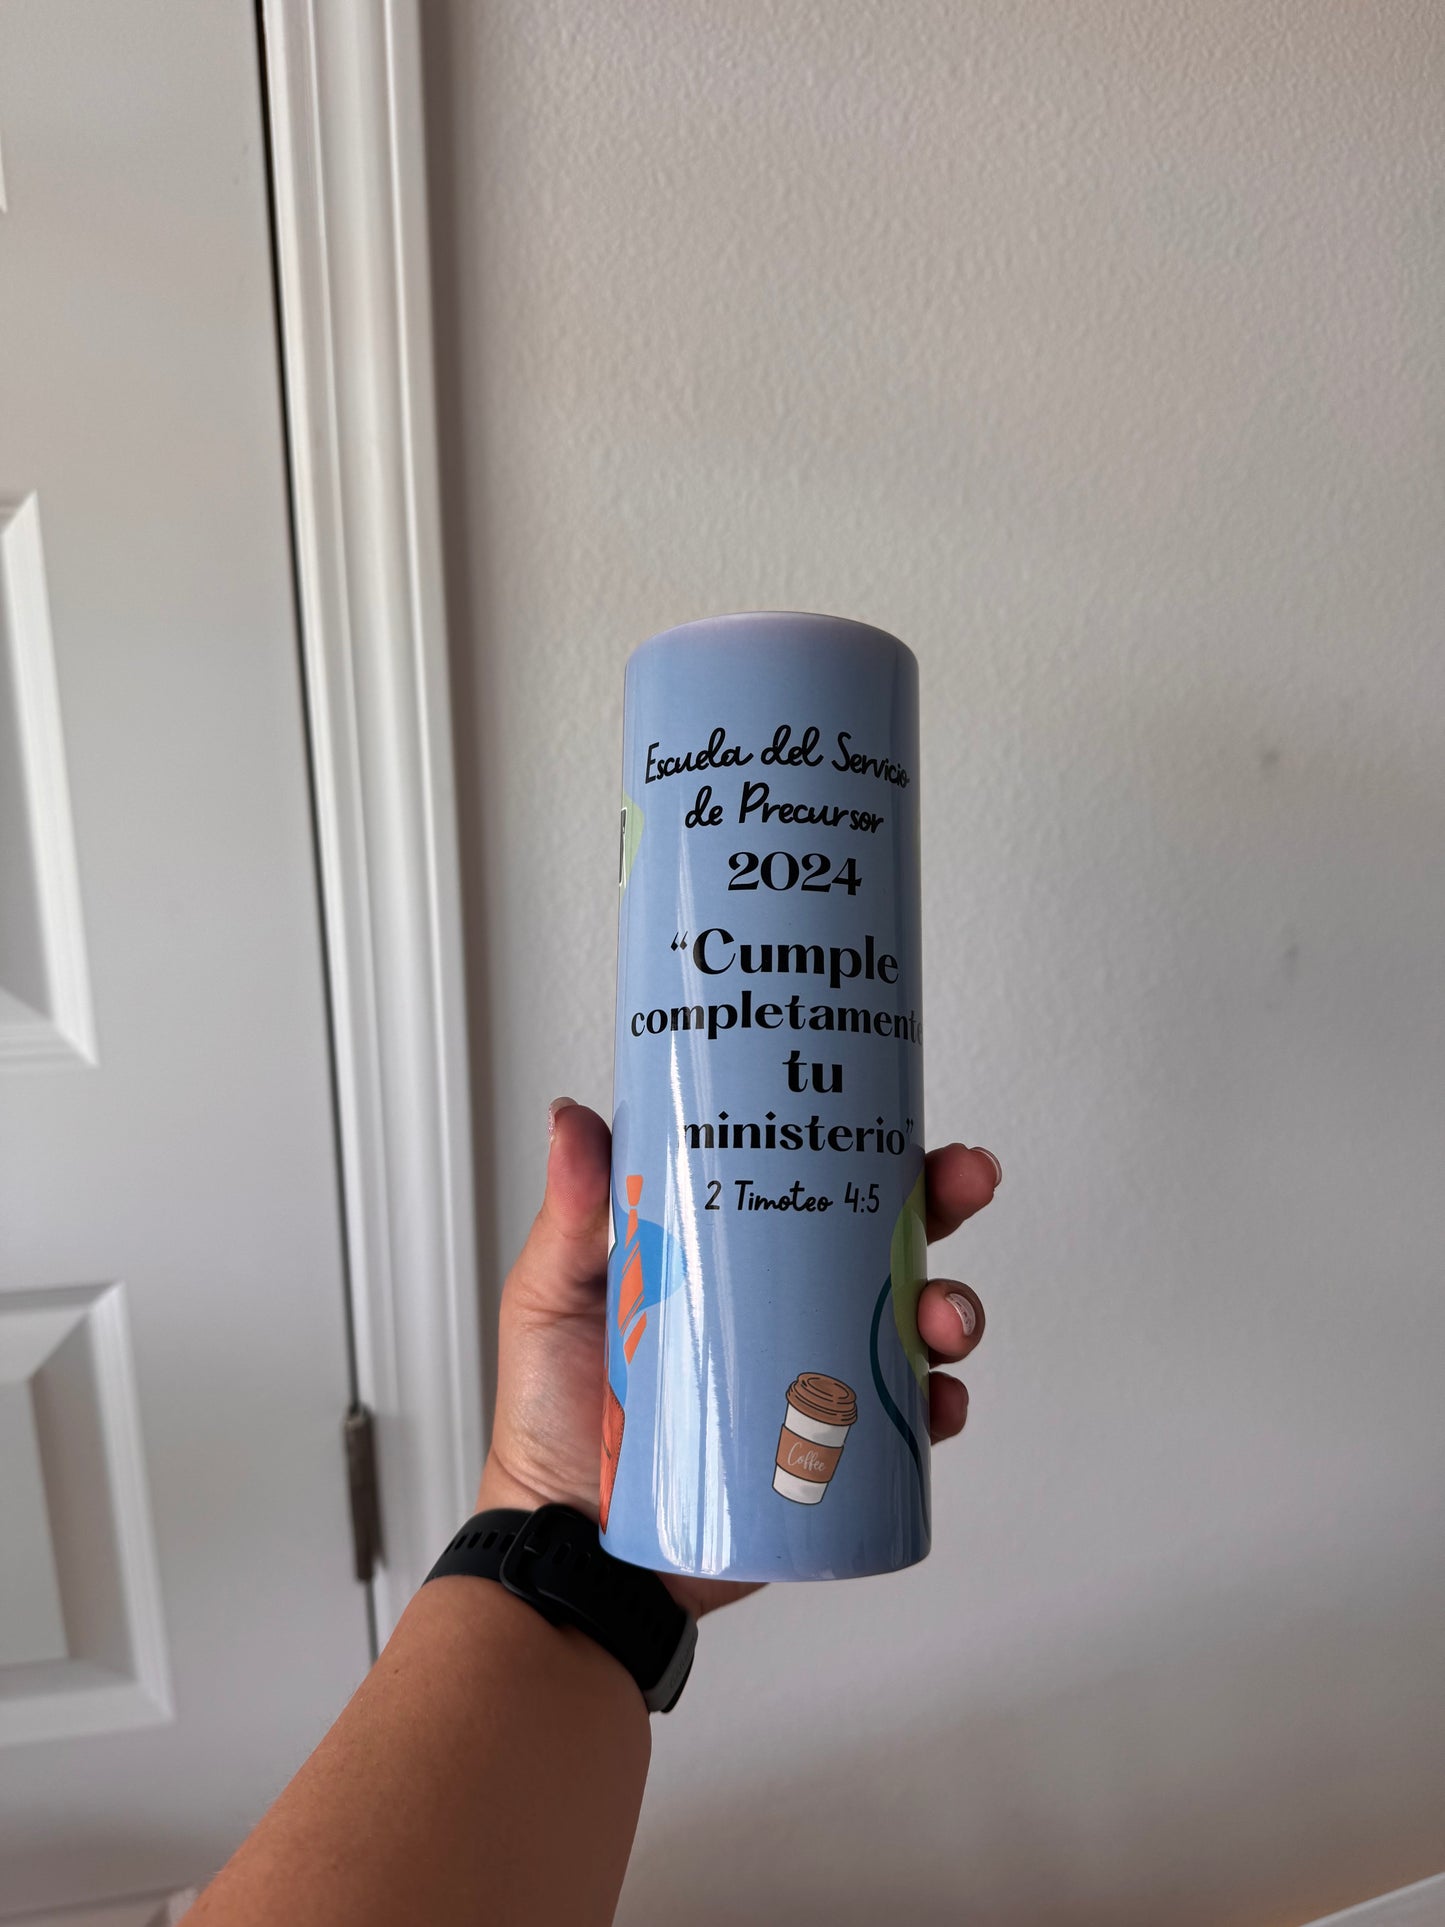 Escuela del Servicio
de Precursor
2024
“Cumple
completamente
tu
ministerio”
2 Timoteo 4:5
Coffee